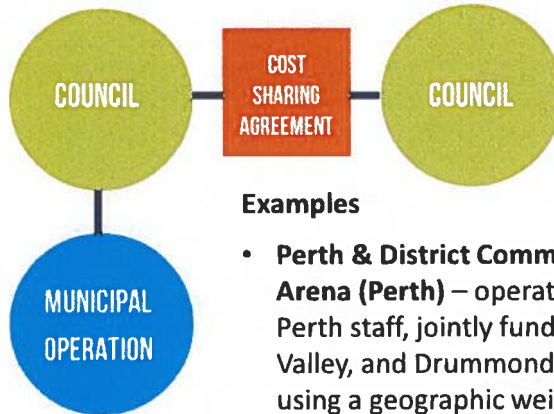 COUNCIL
COST
SHARING
AGREEMENT
COUNCIL
MUNICIPAL
OPERATION
Examples
• Perth & District Comm
Arena (Perth) – operat
Perth staff, jointly fund
Valley, and Drummond
using a geographic wei